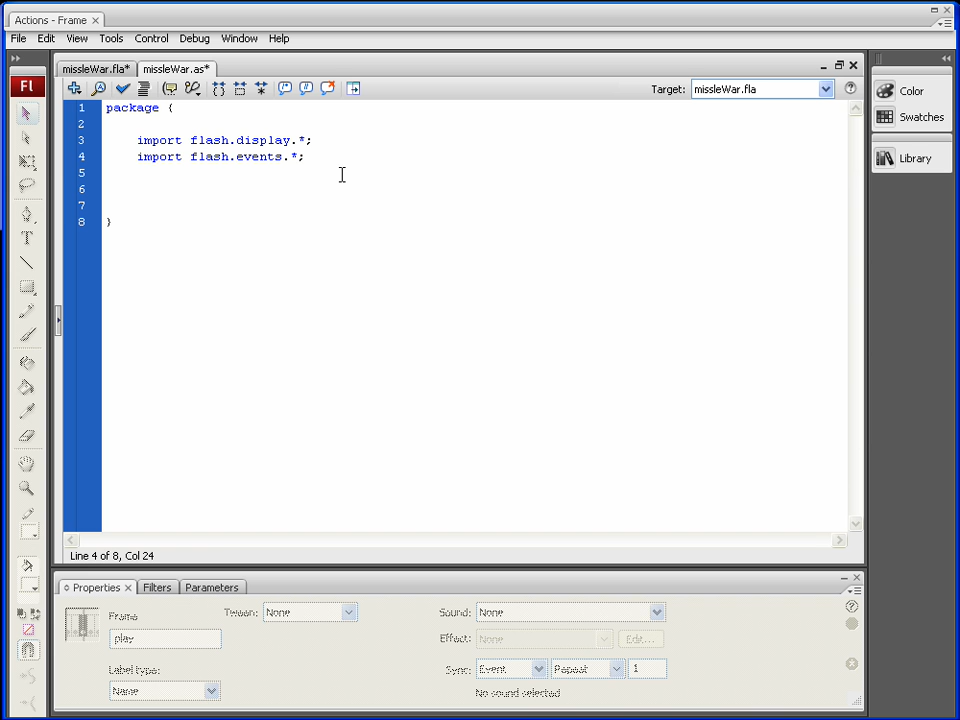 Actions - Frame
File Edit View Tools Control Debug Window Help
missleWar.fla* missleWar.as*
Fl
Target: missleWar.fla
1 package {
2
3 import flash.display.*;
4 import flash.events.*;
5
6
7
8 }
Line 4 of 8, Col 24
Color
Swatches
Library
Properties Filters Parameters
Frame Tween: None Sound: None
play Effect: None Edit...
Label type: Sync: Event Repeat 1
Name No sound selected